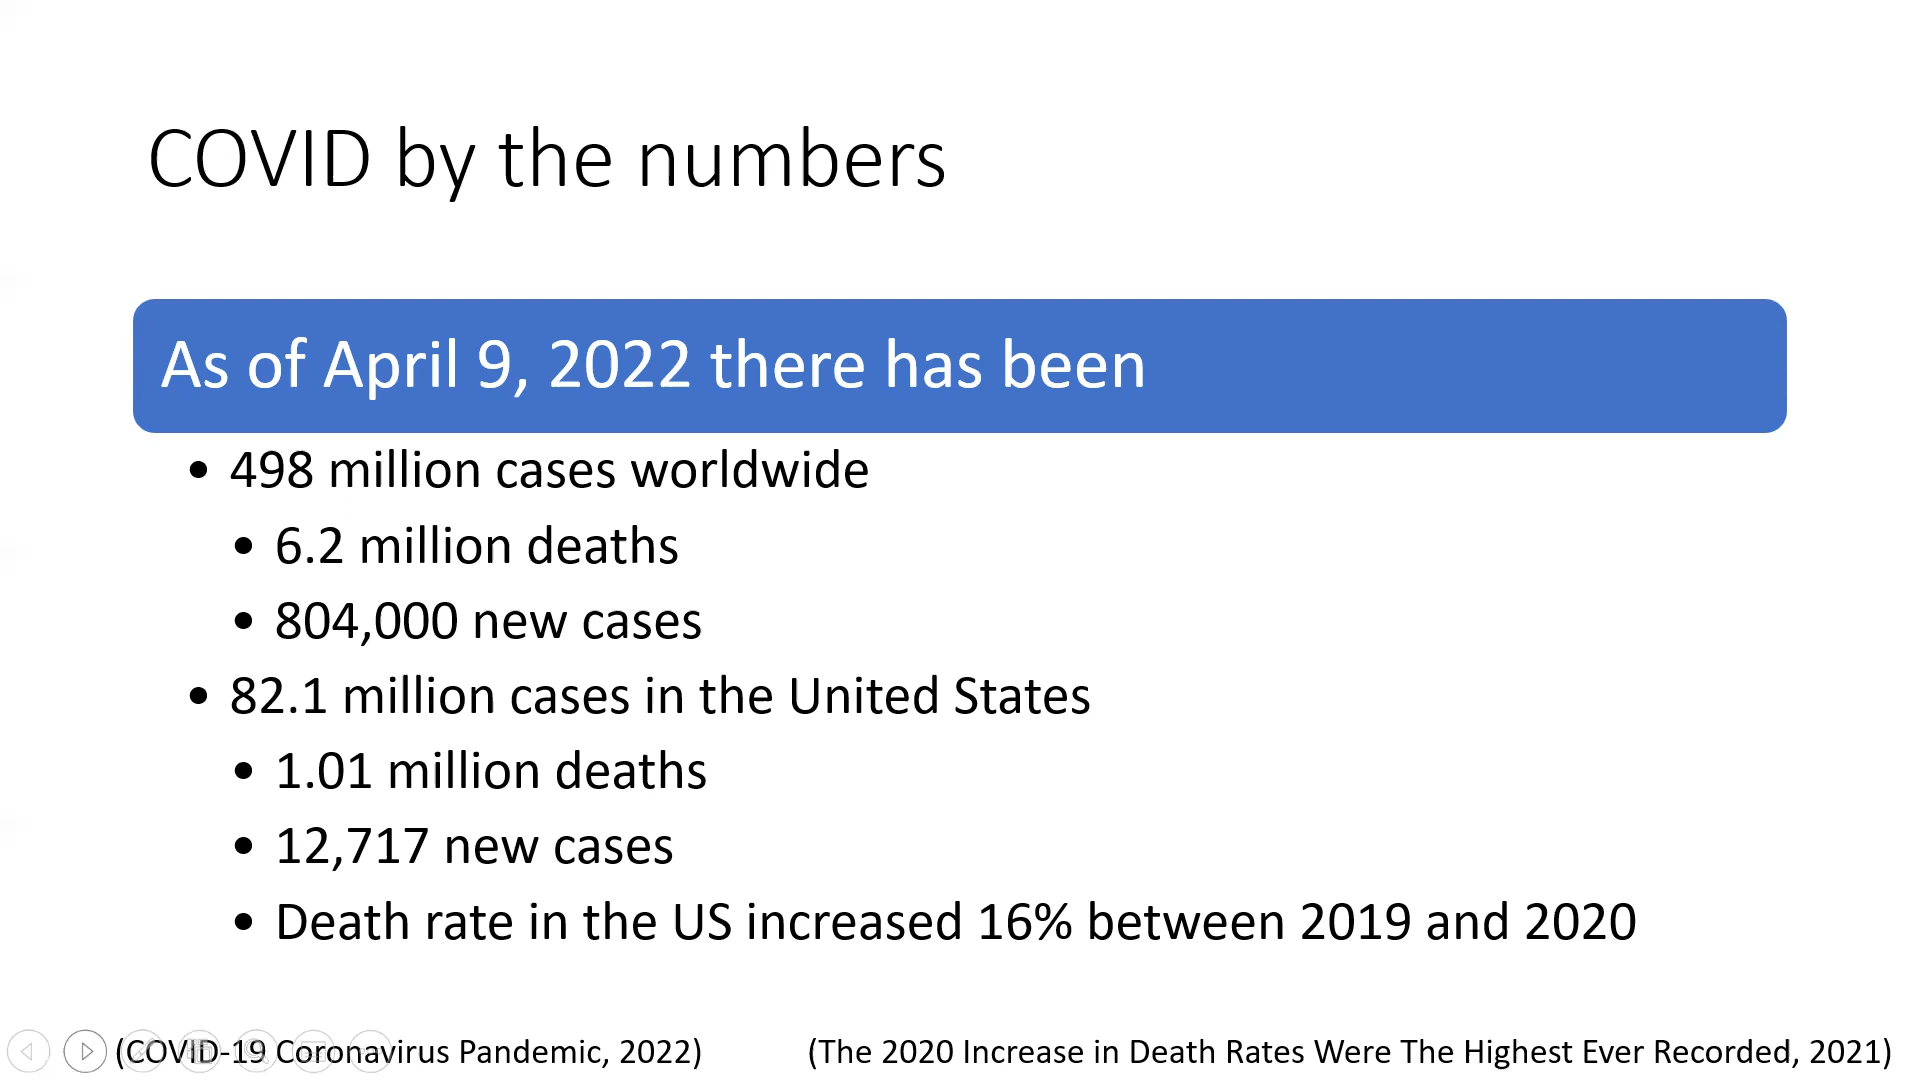 COVID by the numbers
As of April 9, 2022 there has been
• 498 million cases worldwide
• 6.2 million deaths
• 804,000 new cases
• 82.1 million cases in the United States
• 1.01 million deaths
• 12,717 new cases
• Death rate in the US increased 16% between 2019 and 2020
(COVID-19 Coronavirus Pandemic, 2022)
(The 2020 Increase in Death Rates Were The Highest Ever Recorded, 2021)